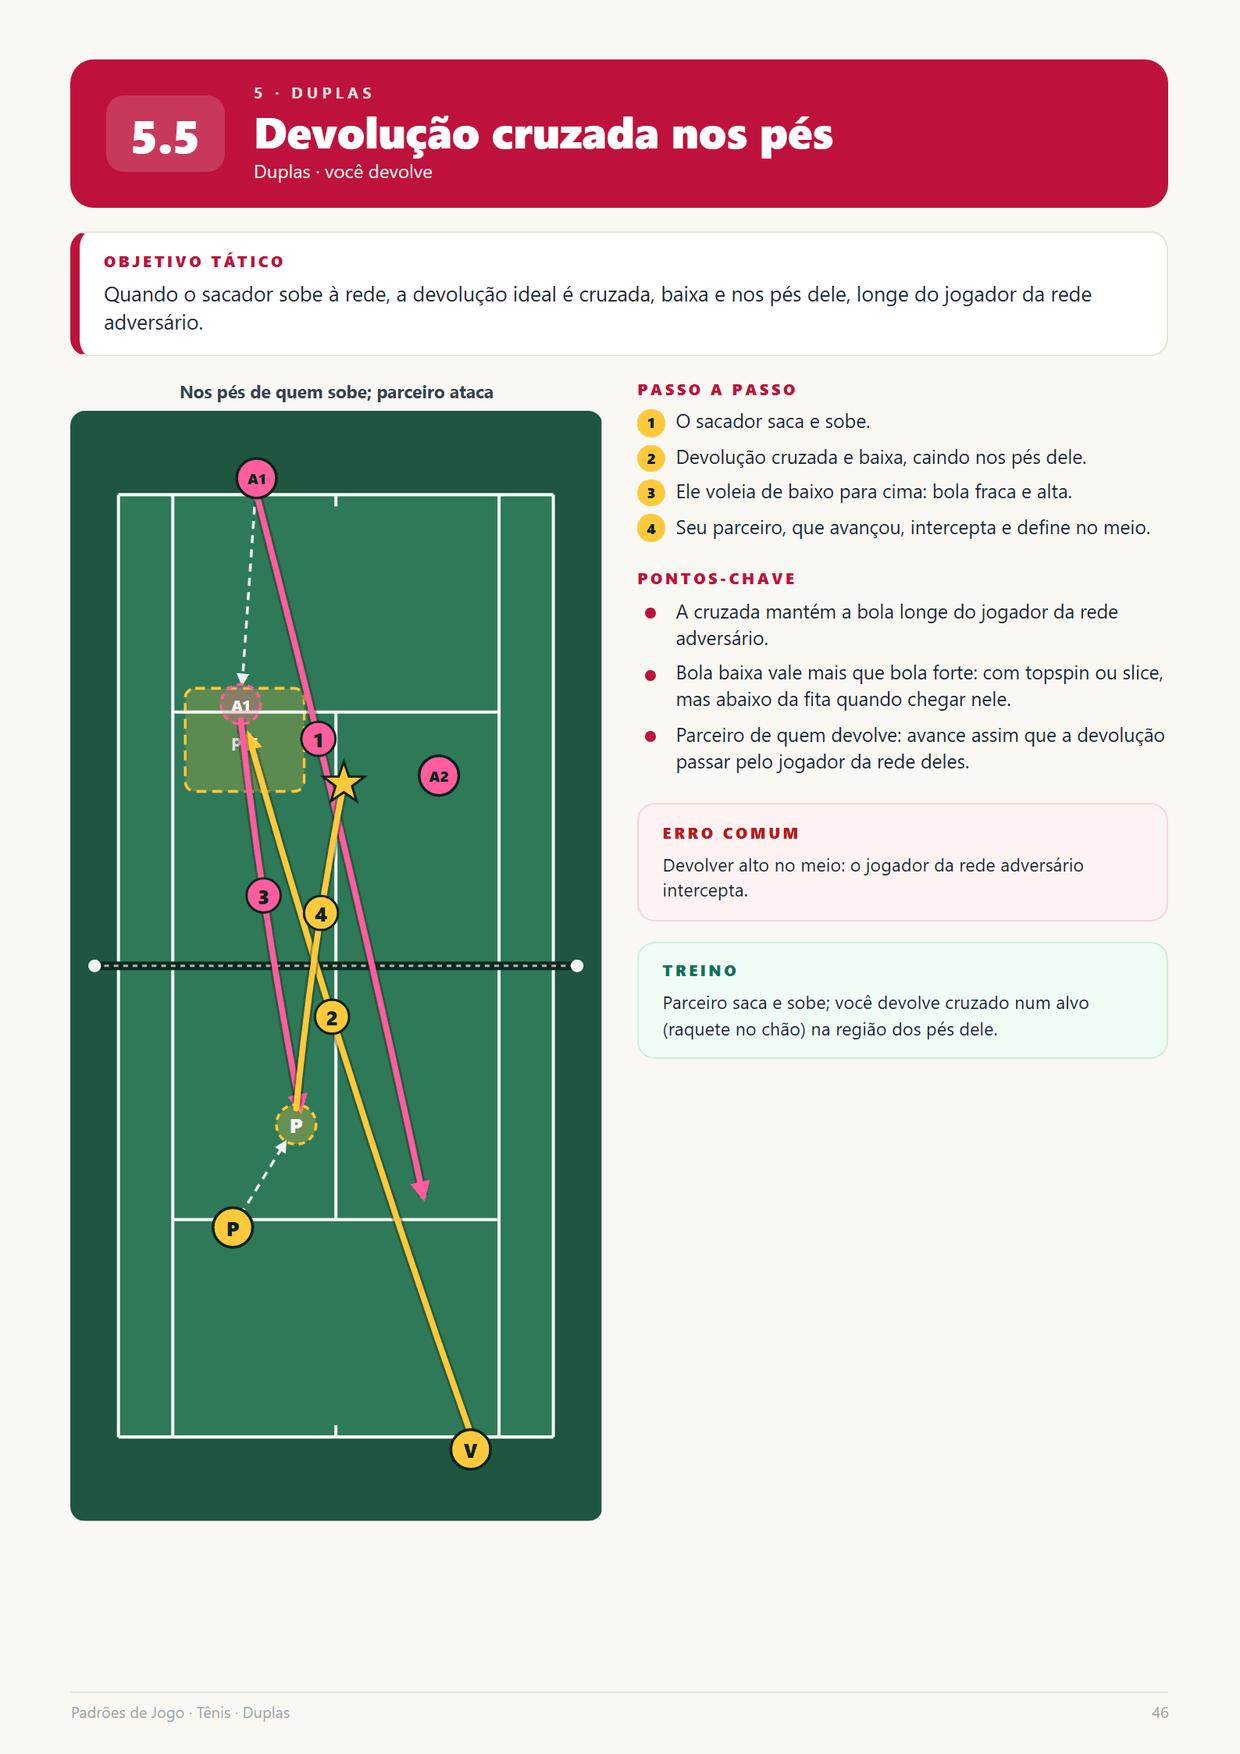 5 · DUPLAS
5.5
Devolução cruzada nos pés
Duplas · você devolve
OBJETIVO TÁTICO
Quando o sacador sobe à rede, a devolução ideal é cruzada, baixa e nos pés dele, longe do jogador da rede
adversário.
Nos pés de quem sobe; parceiro ataca
A1
A1
1
A2
3
4
2
P
P
V
PASSO A PASSO
1 O sacador saca e sobe.
2 Devolução cruzada e baixa, caindo nos pés dele.
3 Ele voleia de baixo para cima: bola fraca e alta.
4 Seu parceiro, que avançou, intercepta e define no meio.
PONTOS-CHAVE
A cruzada mantém a bola longe do jogador da rede
adversário.
Bola baixa vale mais que bola forte: com topspin ou slice,
mas abaixo da fita quando chegar nele.
Parceiro de quem devolve: avance assim que a devolução
passar pelo jogador da rede deles.
ERRO COMUM
Devolver alto no meio: o jogador da rede adversário
intercepta.
TREINO
Parceiro saca e sobe; você devolve cruzado num alvo
(raquete no chão) na região dos pés dele.
Padrões de Jogo · Tênis · Duplas
46